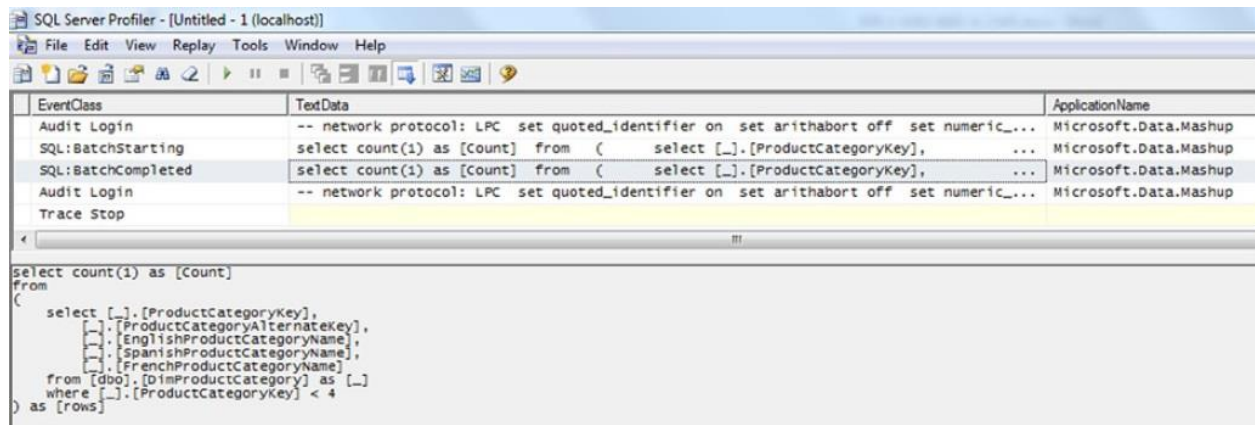 SQL Server Profiler - [Untitled - 1 (localhost)]
File Edit View Replay Tools Window Help
EventClass TextData ApplicationName
Audit Login -- network protocol: LPC set quoted_identifier on set arithabort off set numeric_... Microsoft.Data.Mashup
SQL:BatchStarting select count(1) as [Count] from ( select [_].[ProductCategoryKey], ... Microsoft.Data.Mashup
SQL:BatchCompleted select count(1) as [Count] from ( select [_].[ProductCategoryKey], ... Microsoft.Data.Mashup
Audit Login -- network protocol: LPC set quoted_identifier on set arithabort off set numeric_... Microsoft.Data.Mashup
Trace Stop
select count(1) as [Count]
from
(
select [_].[ProductCategoryKey],
[_].[ProductCategoryAlternateKey],
[_].[EnglishProductCategoryName],
[_].[SpanishProductCategoryName],
[_].[FrenchProductCategoryName]
from [dbo].[DimProductCategory] as [_]
where [_].[ProductCategoryKey] < 4
) as [rows]